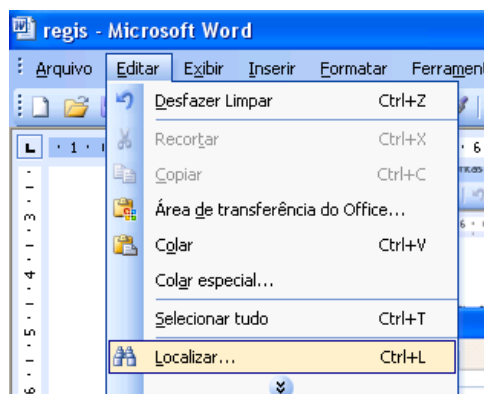 regis - Microsoft Word
Arquivo Editar Exibir Inserir Formatar
Desfazer Limpar Ctrl+Z
Recortar Ctrl+X
Copiar Ctrl+C
Área de transferência do Office...
Colar Ctrl+V
Colar especial...
Selecionar tudo Ctrl+T
Localizar... Ctrl+L